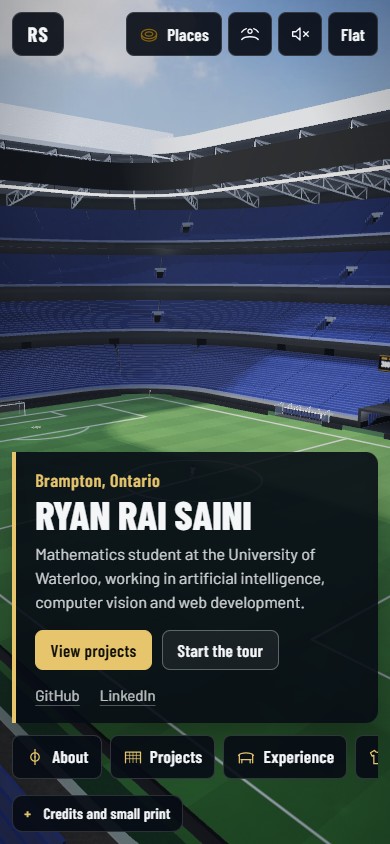 RS
Places
Flat
Brampton, Ontario
RYAN RAI SAINI
Mathematics student at the University of
Waterloo, working in artificial intelligence,
computer vision and web development.
View projects
Start the tour
GitHub
LinkedIn
About
Projects
Experience
+ Credits and small print